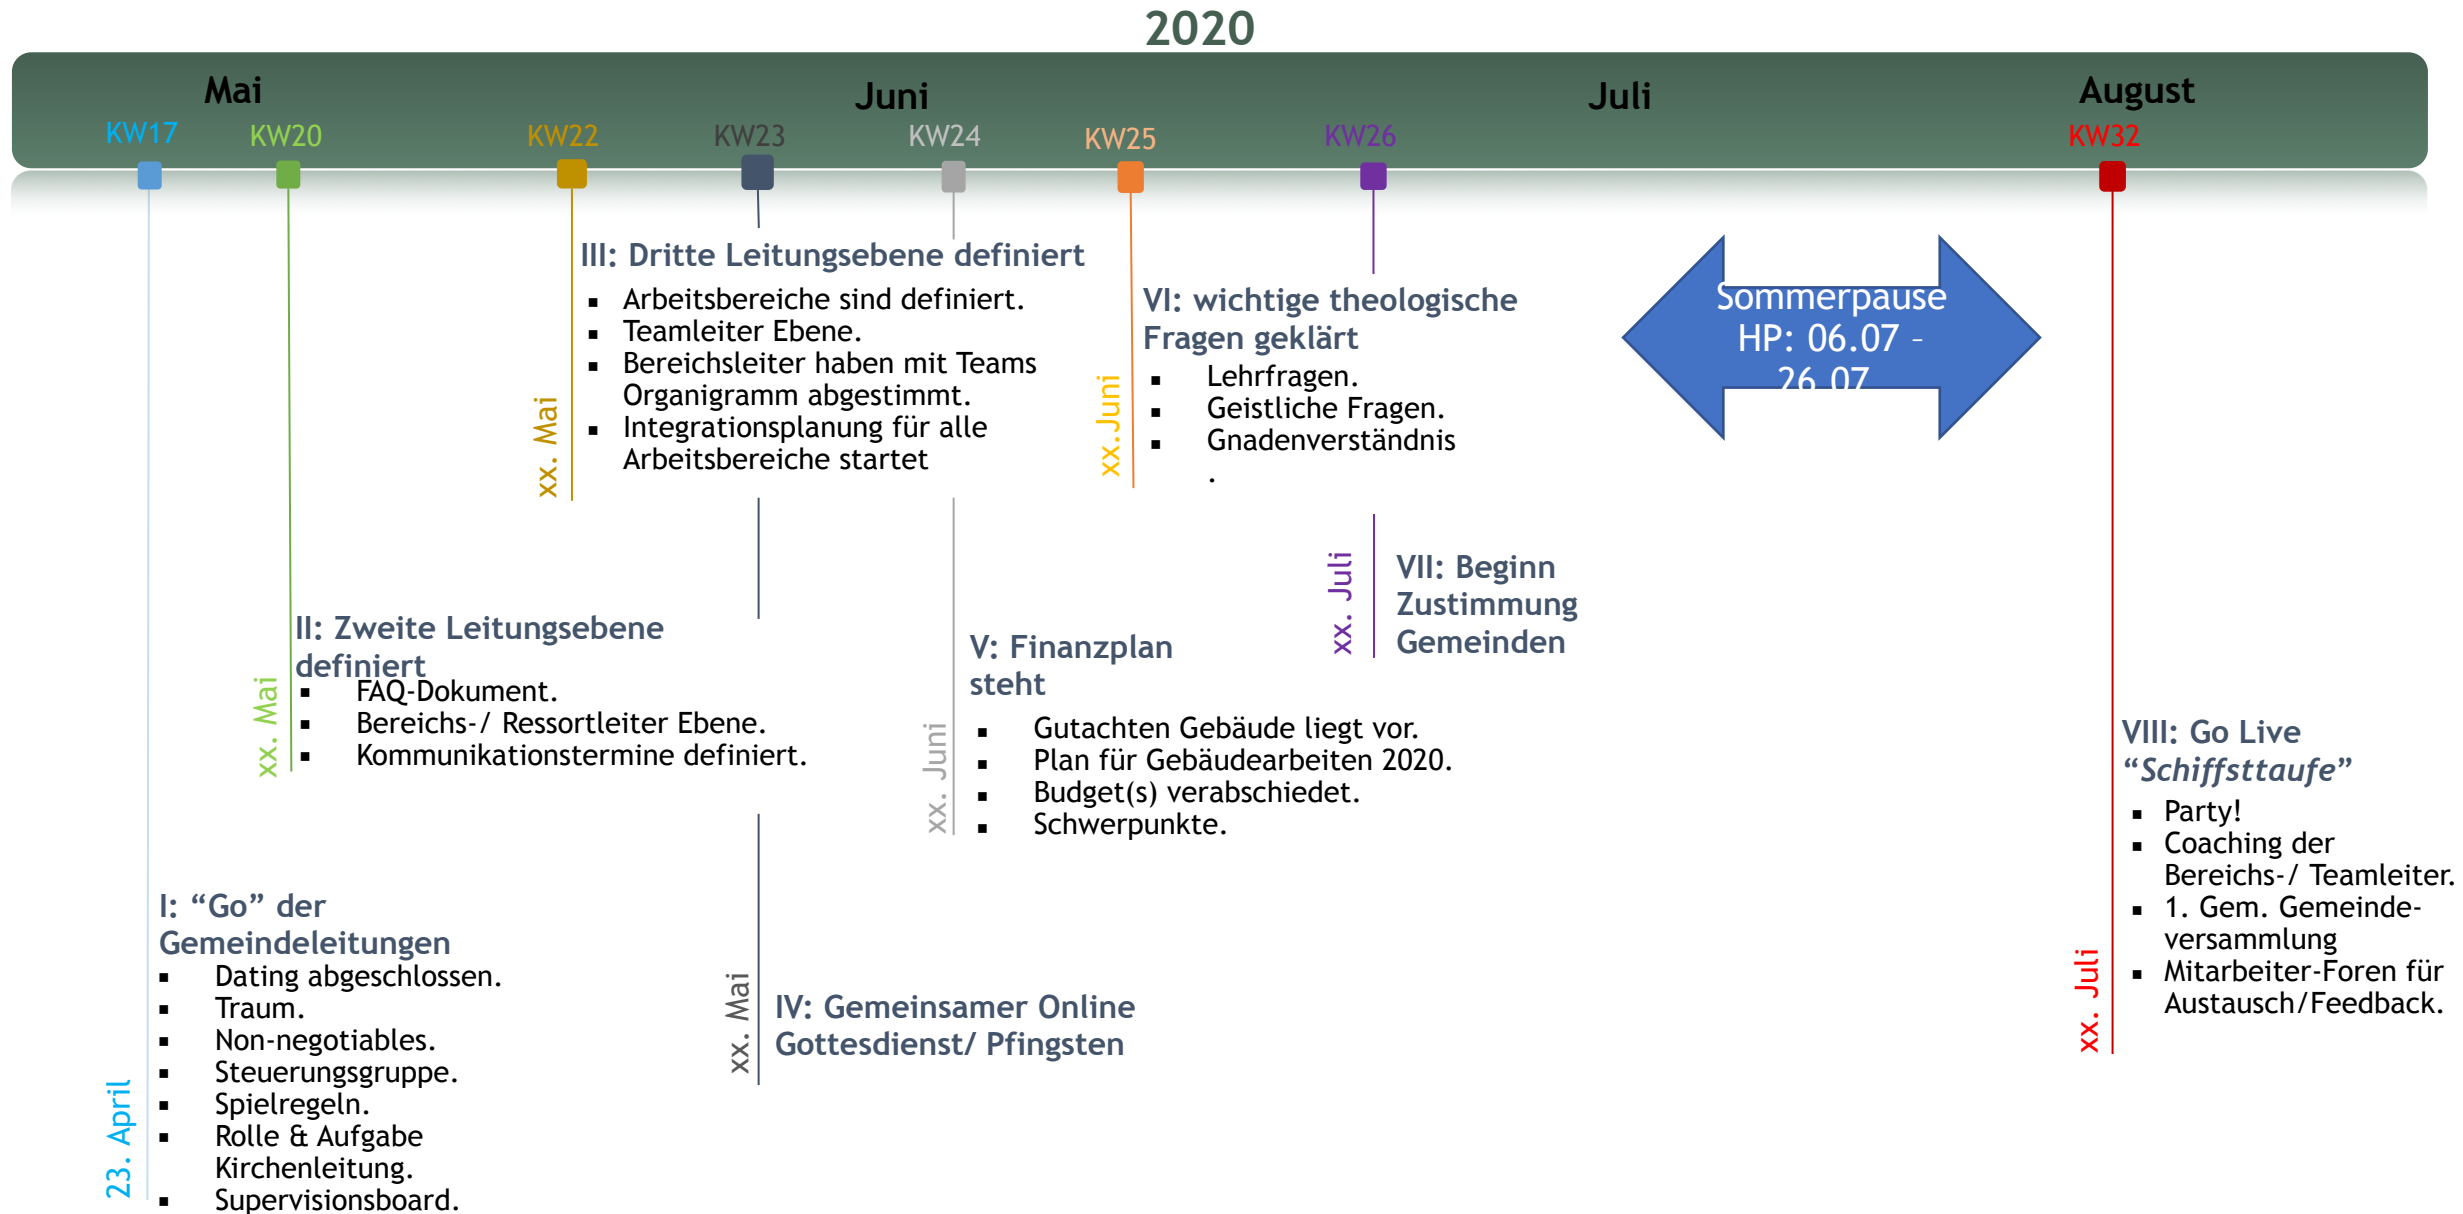 2020
Mai
Juni
Juli
August
KW17
KW20
KW22
KW23
KW24
KW25
KW26
KW32
III: Dritte Leitungsebene definiert
▪ Arbeitsbereiche sind definiert.
▪ Teamleiter Ebene.
▪ Bereichsleiter haben mit Teams
Organigramm abgestimmt.
▪ Integrationsplanung für alle
Arbeitsbereiche startet
xx. Mai
VI: wichtige theologische
Fragen geklärt
▪ Lehrfragen.
▪ Geistliche Fragen.
▪ Gnadenverständnis
.
xx.Juni
Sommerpause
HP: 06.07 –
26.07
VII: Beginn
Zustimmung
Gemeinden
xx. Juli
II: Zweite Leitungsebene
definiert
▪ FAQ-Dokument.
▪ Bereichs-/ Ressortleiter Ebene.
▪ Kommunikationstermine definiert.
xx. Mai
V: Finanzplan
steht
▪ Gutachten Gebäude liegt vor.
▪ Plan für Gebäudearbeiten 2020.
▪ Budget(s) verabschiedet.
▪ Schwerpunkte.
xx. Juni
VIII: Go Live
“Schiffsttaufe”
▪ Party!
▪ Coaching der
Bereichs-/ Teamleiter.
▪ 1. Gem. Gemeinde-
versammlung
▪ Mitarbeiter-Foren für
Austausch/Feedback.
xx. Juli
I: “Go” der
Gemeindeleitungen
▪ Dating abgeschlossen.
▪ Traum.
▪ Non-negotiables.
▪ Steuerungsgruppe.
▪ Spielregeln.
▪ Rolle & Aufgabe
Kirchenleitung.
▪ Supervisionsboard.
23. April
IV: Gemeinsamer Online
Gottesdienst/ Pfingsten
xx. Mai